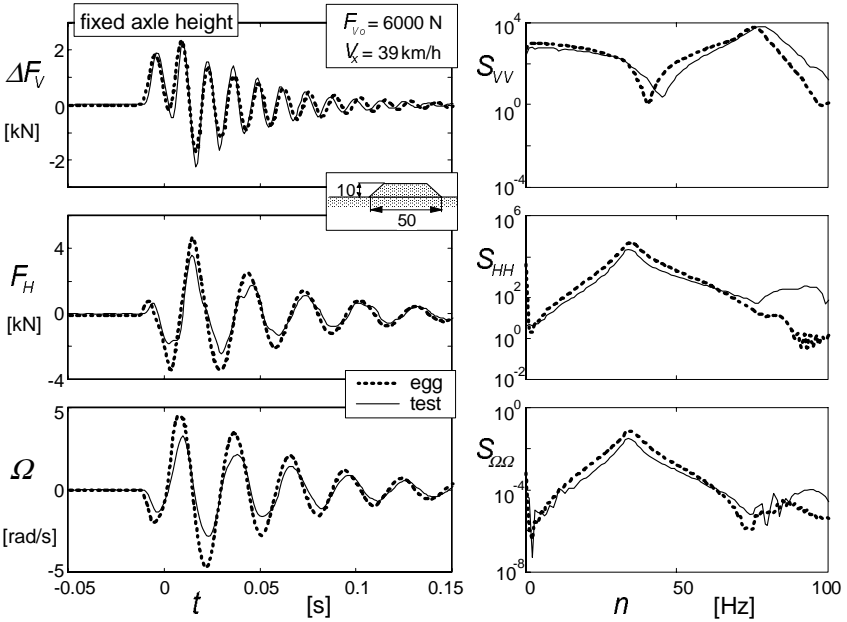 fixed axle height
F_Vo = 6000 N
V_x = 39 km/h
ΔF_V
[kN]
2
0
-2
10
50
F_H
[kN]
4
0
-4
egg
test
Ω
[rad/s]
5
0
-5
-0.05
0
0.05
0.1
0.15
t
[s]
S_VV
10^4
10^0
10^-4
S_HH
10^6
10^4
10^2
10^0
10^-2
S_ΩΩ
10^0
10^-4
10^-8
0
50
100
n
[Hz]